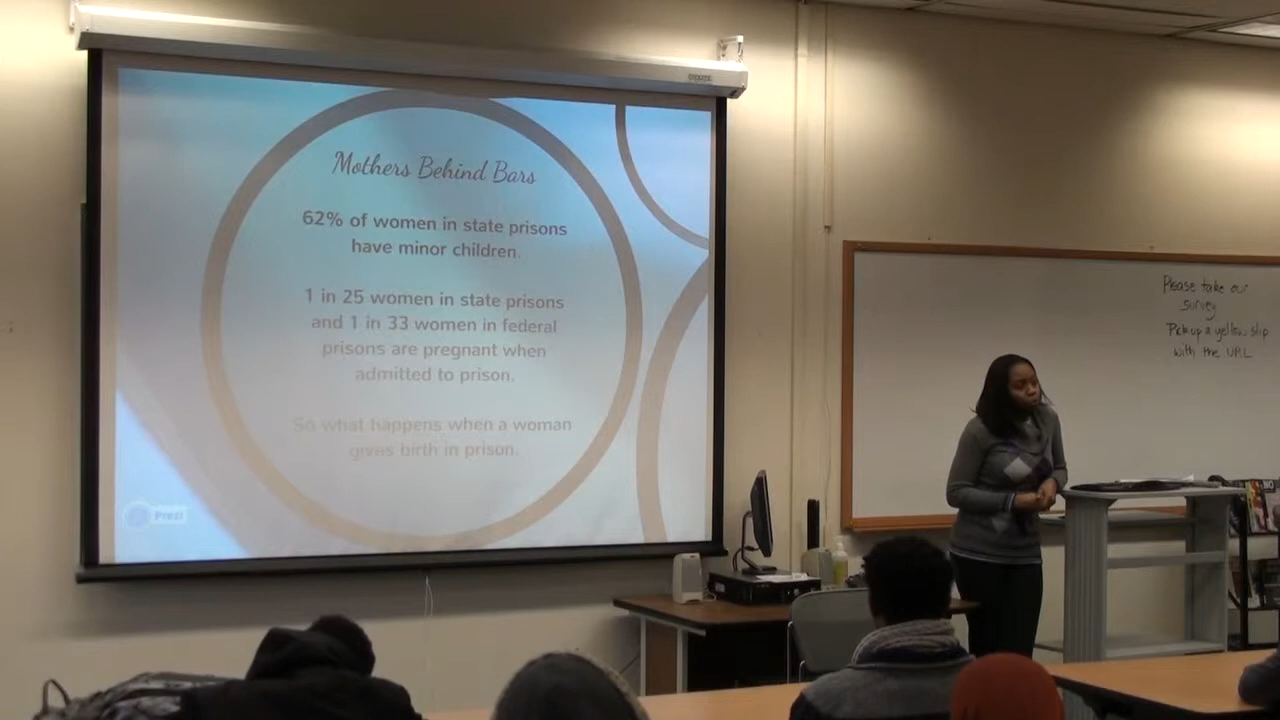 Mothers Behind Bars
62% of women in state prisons
have minor children.
1 in 25 women in state prisons
and 1 in 33 women in federal
prisons are pregnant when
admitted to prison.
So what happens when a woman
gives birth in prison.
Prezi
Please take our
survey
Pick up a yellow slip
with the URL
NO